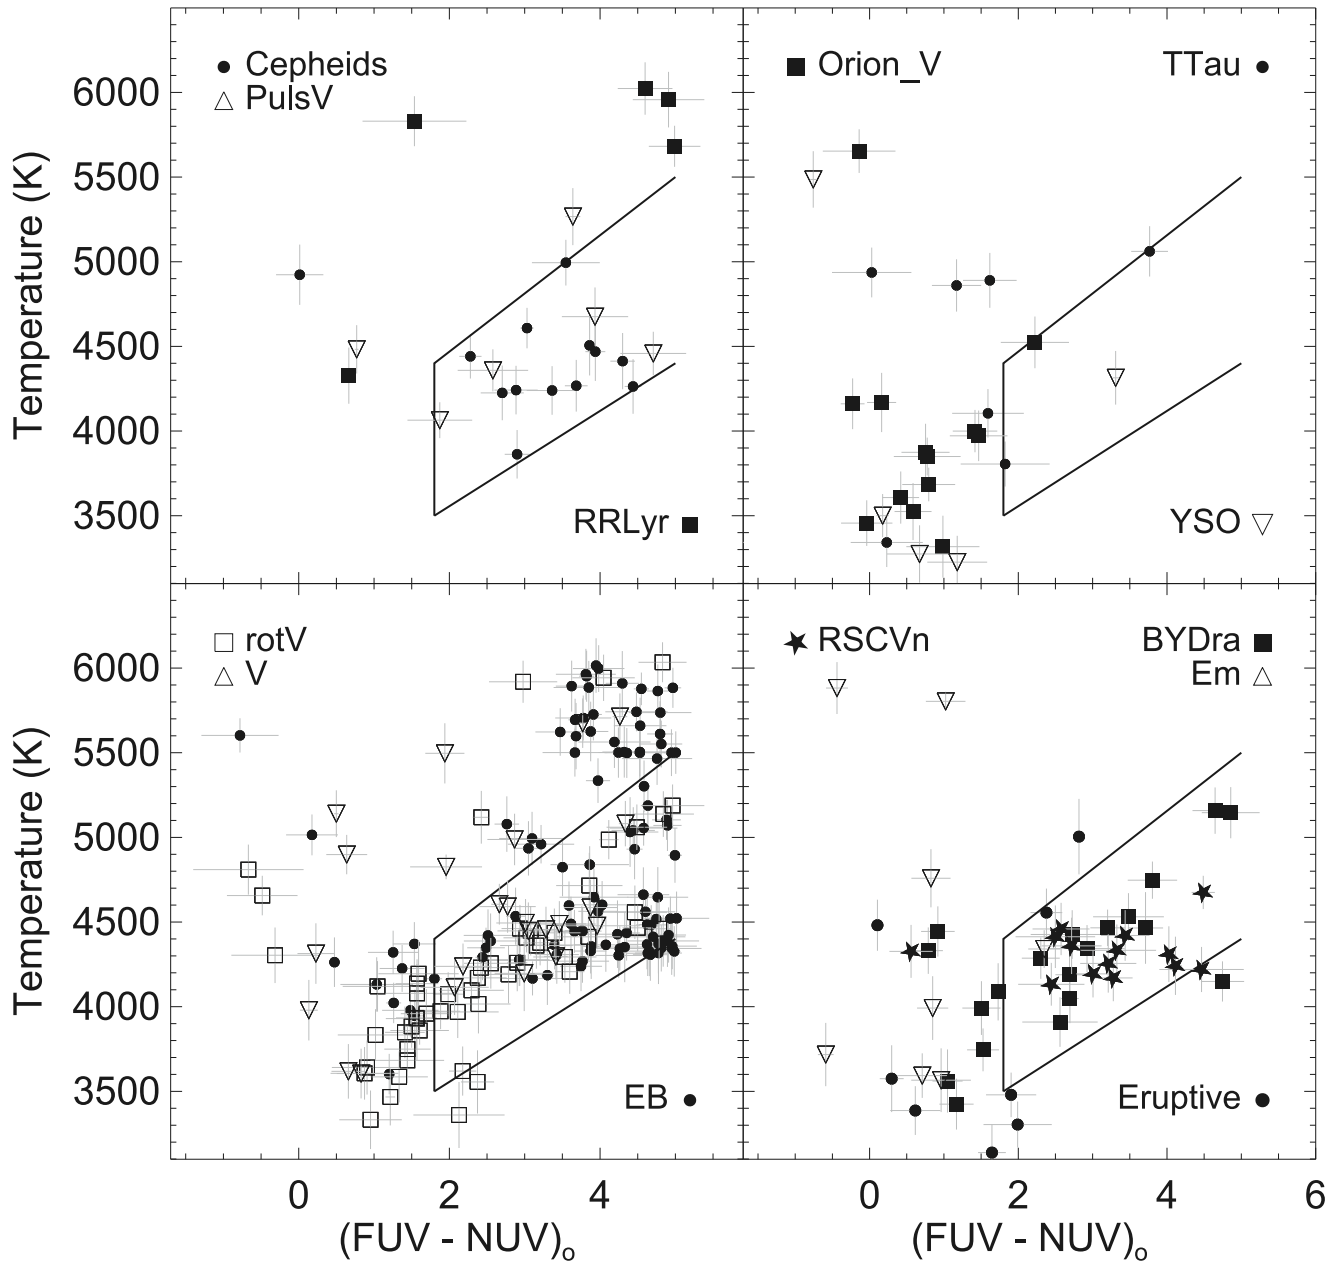 Cepheids
PulsV
RRLyr
Orion_V
TTau
YSO
rotV
V
EB
RSCVn
BYDra
Em
Eruptive
Temperature (K)
6000
5500
5000
4500
4000
3500
Temperature (K)
6000
5500
5000
4500
4000
3500
0 2 4
0 2 4 6
(FUV - NUV)o
(FUV - NUV)o